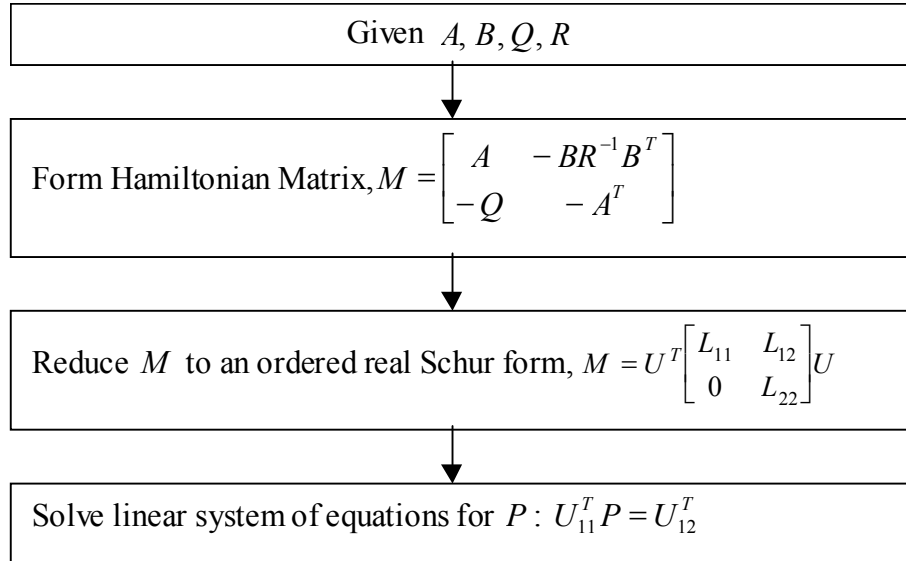 Given A, B, Q, R
Form Hamiltonian Matrix, M = [ A −BR⁻¹Bᵀ ; −Q −Aᵀ ]
Reduce M to an ordered real Schur form, M = Uᵀ [ L₁₁ L₁₂ ; 0 L₂₂ ] U
Solve linear system of equations for P : U₁₁ᵀ P = U₁₂ᵀ